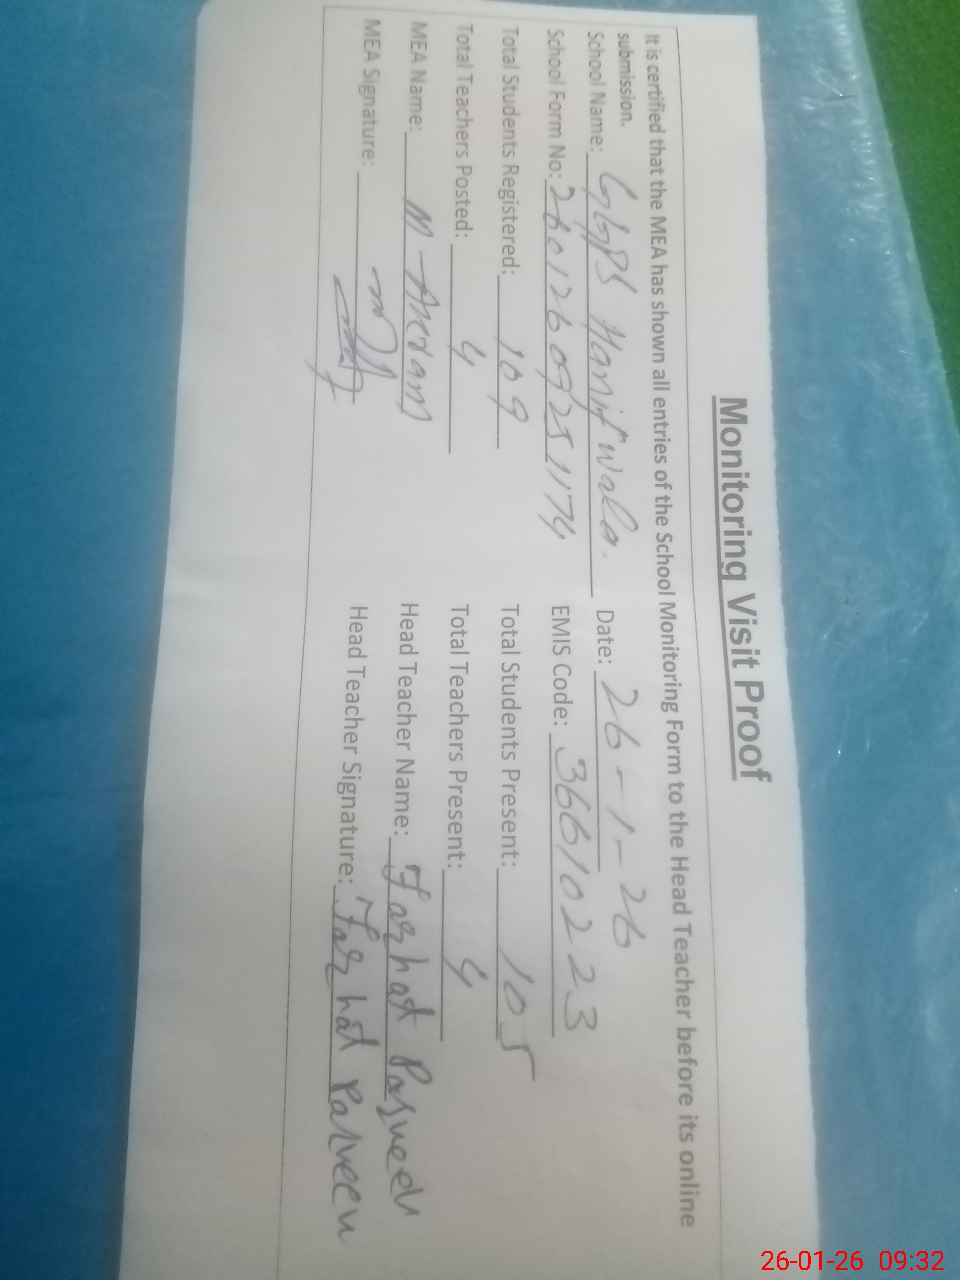 Monitoring Visit Proof
It is certified that the MEA has shown all entries of the School Monitoring Form to the Head Teacher before its online
submission.
School Name: GGPS Hanif wala. Date: 26-1-26
School Form No: 26012609251174 EMIS Code: 36610223
Total Students Registered: 109 Total Students Present: 105
Total Teachers Posted: 4 Total Teachers Present: 4
MEA Name: M Akram Head Teacher Name: Farhat Parveen
MEA Signature: Head Teacher Signature: Farhat Parveen
26-01-26 09:32